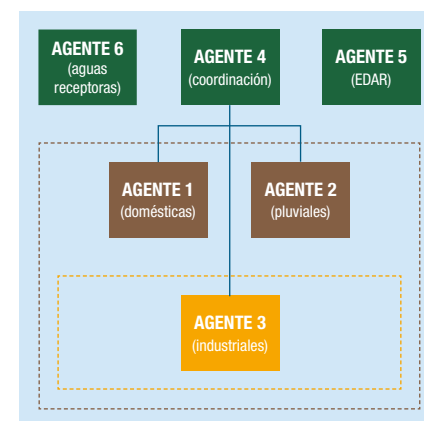 AGENTE 6
(aguas
receptoras)
AGENTE 4
(coordinación)
AGENTE 5
(EDAR)
AGENTE 1
(domésticas)
AGENTE 2
(pluviales)
AGENTE 3
(industriales)